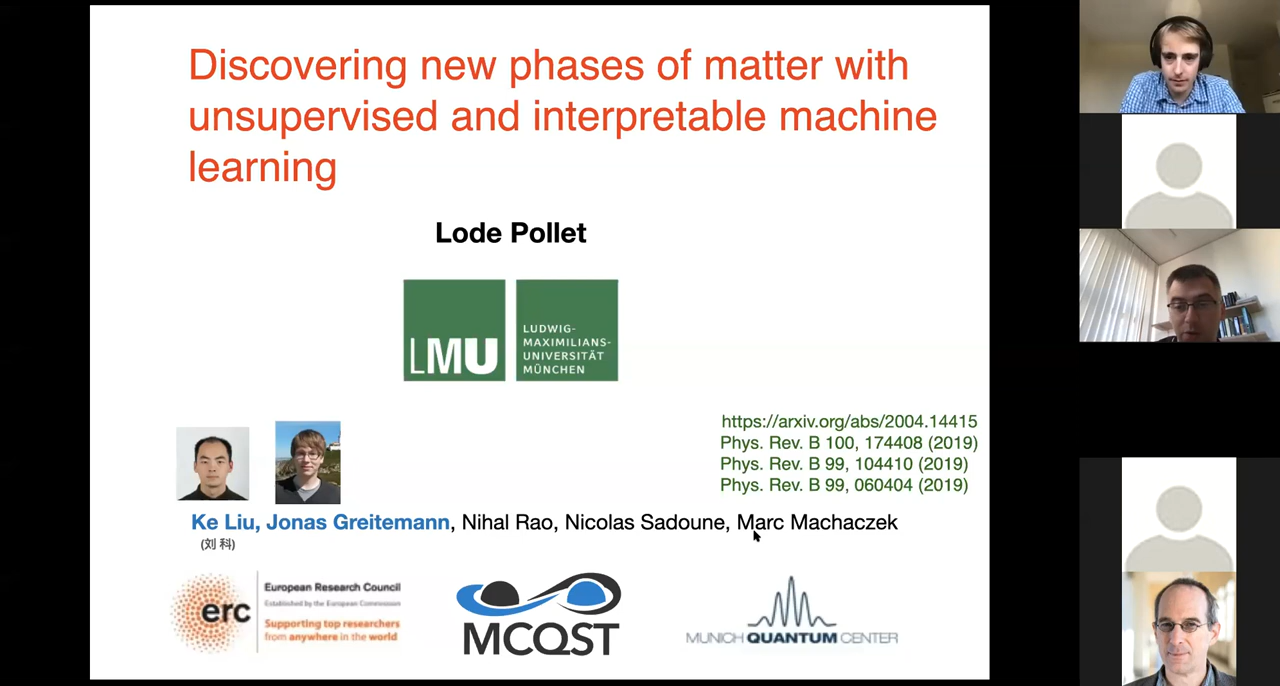 Discovering new phases of matter with
unsupervised and interpretable machine
learning
Lode Pollet
LMU
LUDWIG-
MAXIMILIANS-
UNIVERSITÄT
MÜNCHEN
https://arxiv.org/abs/2004.14415
Phys. Rev. B 100, 174408 (2019)
Phys. Rev. B 99, 104410 (2019)
Phys. Rev. B 99, 060404 (2019)
Ke Liu, Jonas Greitemann, Nihal Rao, Nicolas Sadoune, Marc Machaczek
(刘 科)
erc
European Research Council
Established by the European Commission
Supporting top researchers
from anywhere in the world
MCQST
MUNICH QUANTUM CENTER